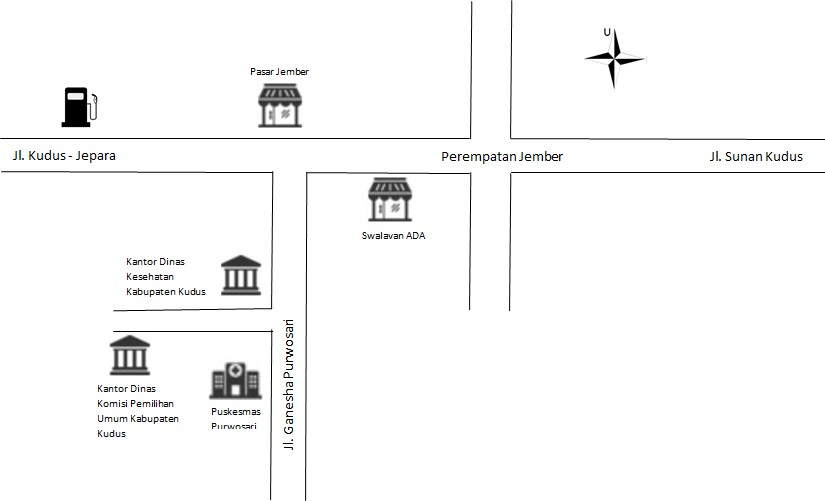 U
Pasar Jember
Jl. Kudus - Jepara
Perempatan Jember
Jl. Sunan Kudus
Swalavan ADA
Kantor Dinas
Kesehatan
Kabupaten Kudus
Jl. Ganesha Purwosari
Kantor Dinas
Komisi Pemilihan
Umum Kabupaten
Kudus
Puskesmas
Purwosari